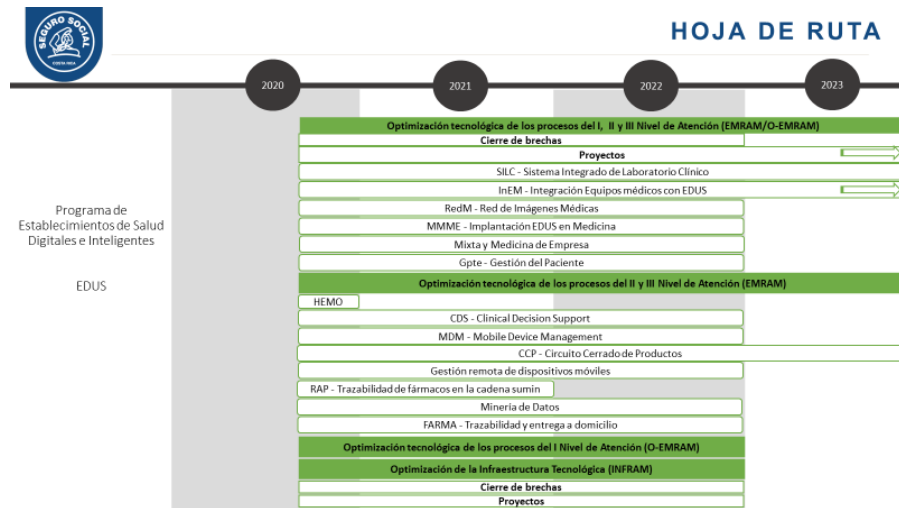 SEGURO SOCIAL
COSTA RICA
HOJA DE RUTA
2020
2021
2022
2023
Optimización tecnológica de los procesos del I, II y III Nivel de Atención (EMRAM/O-EMRAM)
Cierre de brechas
Proyectos
SILC - Sistema Integrado de Laboratorio Clínico
InEM - Integración Equipos médicos con EDUS
RedM - Red de Imágenes Médicas
MMME - Implantación EDUS en Medicina
Mixta y Medicina de Empresa
Gpte - Gestión del Paciente
Programa de
Establecimientos de Salud
Digitales e Inteligentes
EDUS
Optimización tecnológica de los procesos del II y III Nivel de Atención (EMRAM)
HEMO
CDS - Clinical Decision Support
MDM - Mobile Device Management
CCP - Circuito Cerrado de Productos
Gestión remota de dispositivos móviles
RAP - Trazabilidad de fármacos en la cadena sumin
Minería de Datos
FARMA - Trazabilidad y entrega a domicilio
Optimización tecnológica de los procesos del I Nivel de Atención (O-EMRAM)
Optimización de la Infraestructura Tecnológica (INFRAM)
Cierre de brechas
Proyectos